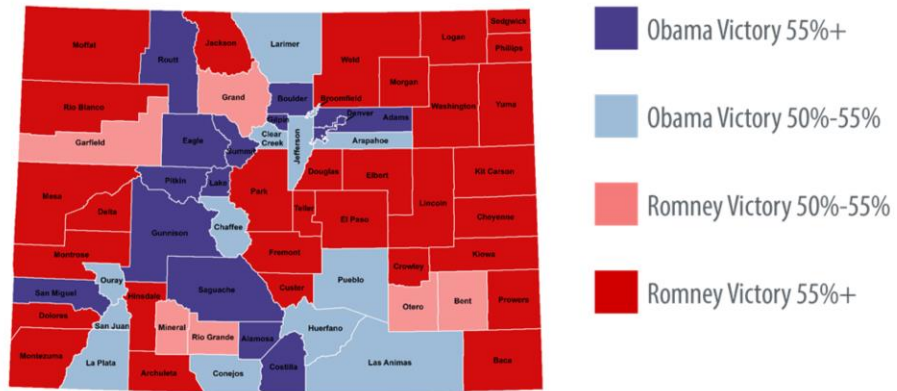 Sedgwick
Moffat
Routt
Jackson
Larimer
Logan
Phillips
Weld
Morgan
Grand
Boulder
Broomfield
Washington
Yuma
Rio Blanco
Garfield
Eagle
Gilpin
Clear
Creek
Denver
Adams
Summit
Jefferson
Arapahoe
Kit Carson
Pitkin
Lake
Park
Douglas
Elbert
Mesa
Delta
Teller
Lincoln
Cheyenne
Gunnison
Chaffee
El Paso
Fremont
Kiowa
Montrose
Ouray
Crowley
Pueblo
San Miguel
Hinsdale
Saguache
Custer
Otero
Bent
Prowers
Dolores
San Juan
Mineral
Rio Grande
Alamosa
Huerfano
Montezuma
La Plata
Archuleta
Conejos
Costilla
Las Animas
Baca
Obama Victory 55%+
Obama Victory 50%-55%
Romney Victory 50%-55%
Romney Victory 55%+